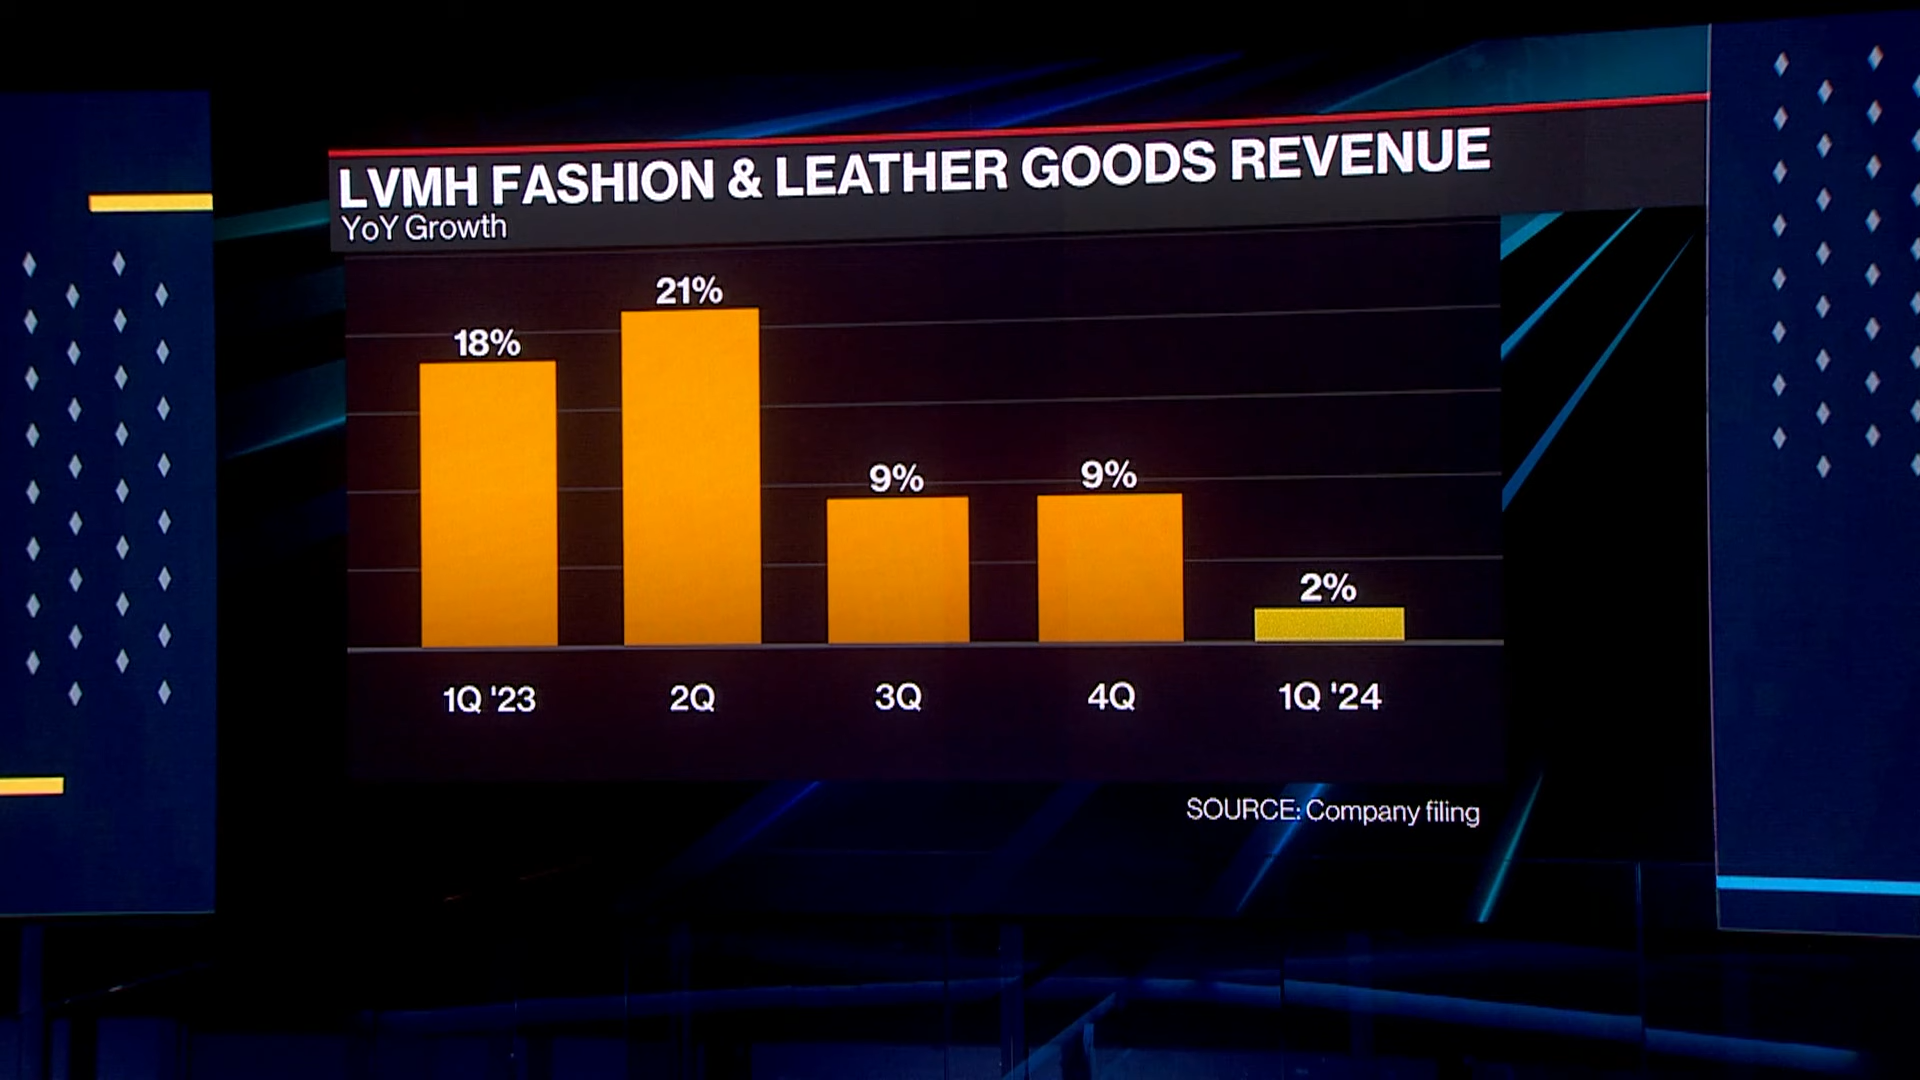 LVMH FASHION & LEATHER GOODS REVENUE
YoY Growth
18%
21%
9%
9%
2%
1Q '23
2Q
3Q
4Q
1Q '24
SOURCE: Company filing